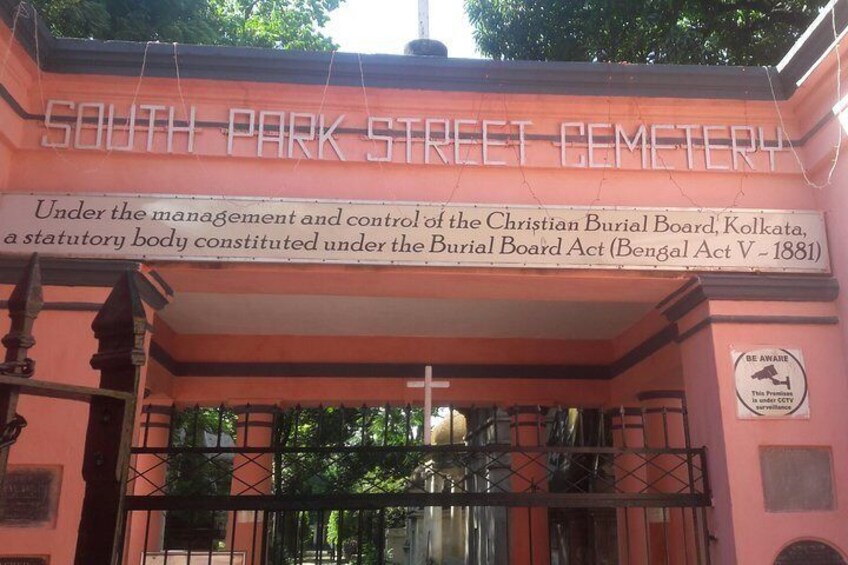 SOUTH PARK STREET CEMETERY
Under the management and control of the Christian Burial Board, Kolkata,
a statutory body constituted under the Burial Board Act (Bengal Act V ~ 1881)
BE AWARE
This Premises
is under CCTV
surveillance